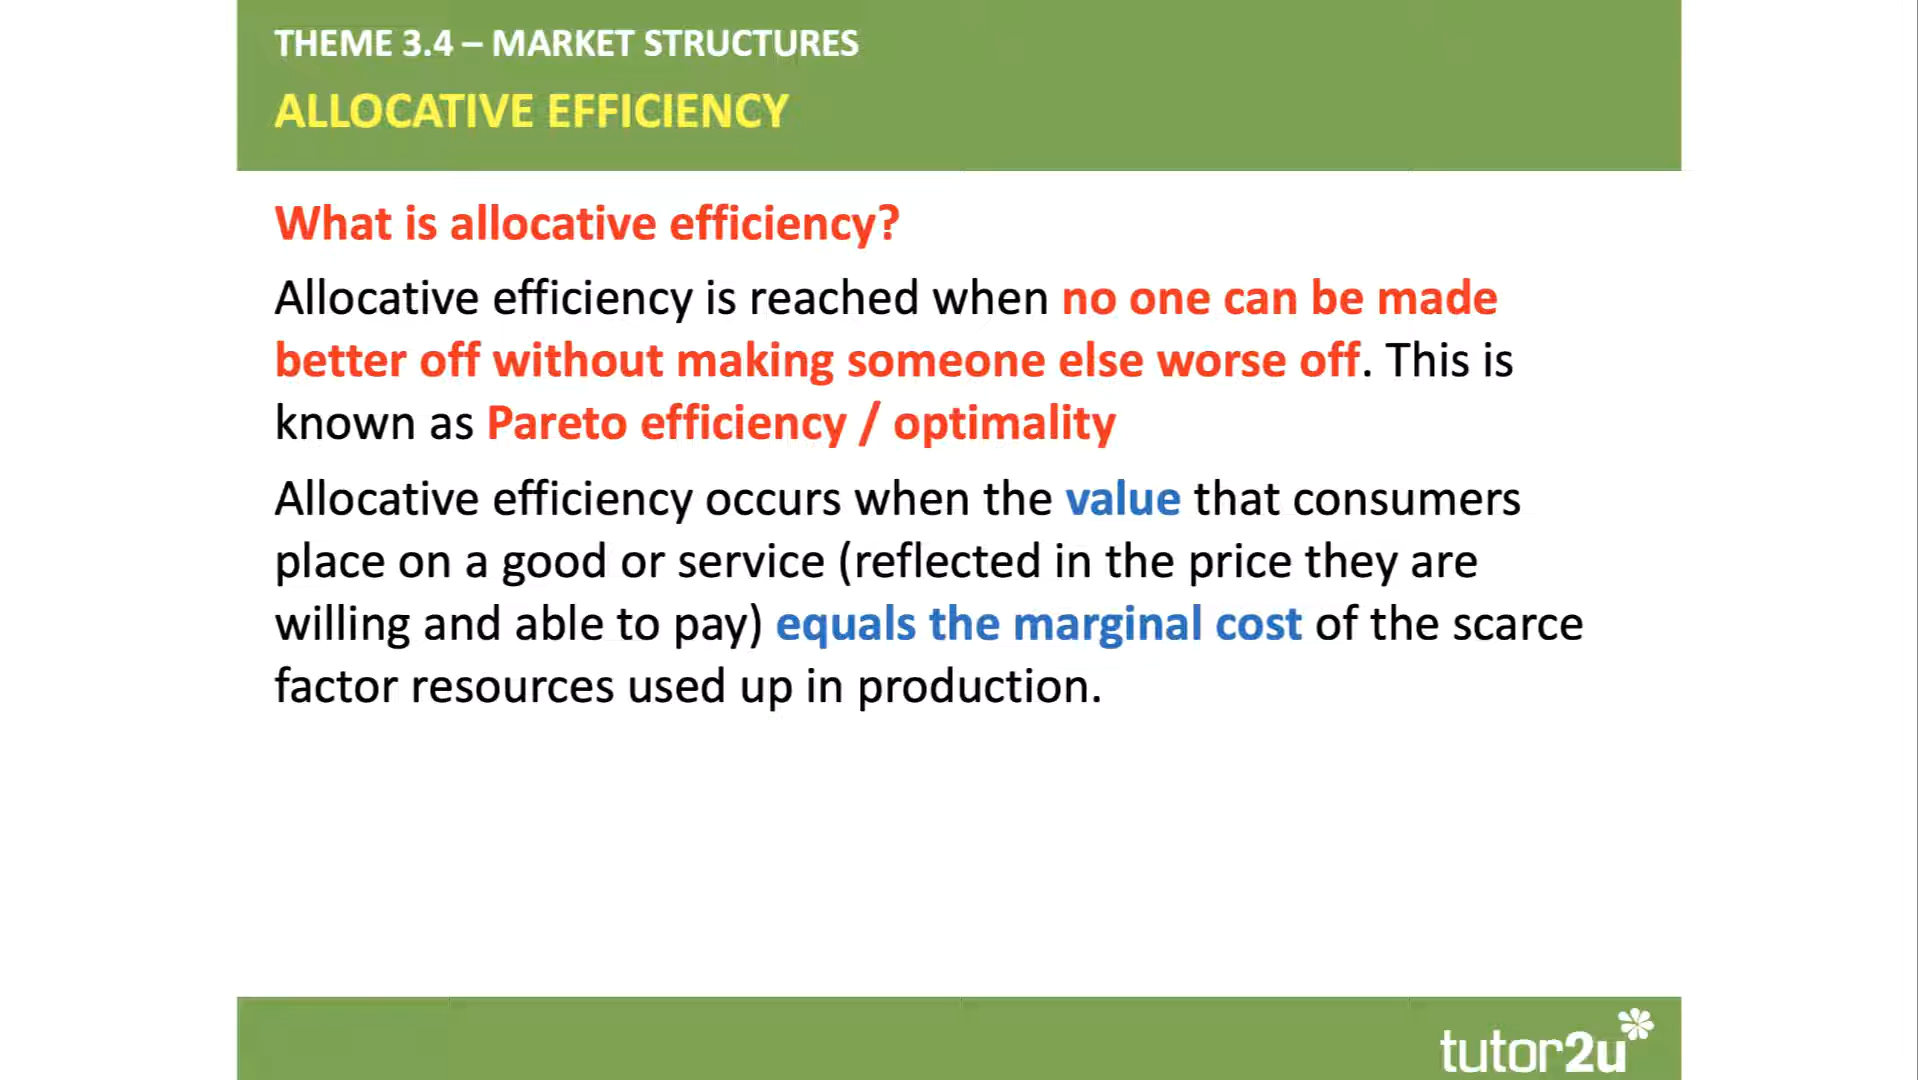 THEME 3.4 – MARKET STRUCTURES
ALLOCATIVE EFFICIENCY
What is allocative efficiency?
Allocative efficiency is reached when no one can be made
better off without making someone else worse off. This is
known as Pareto efficiency / optimality
Allocative efficiency occurs when the value that consumers
place on a good or service (reflected in the price they are
willing and able to pay) equals the marginal cost of the scarce
factor resources used up in production.
tutor2u